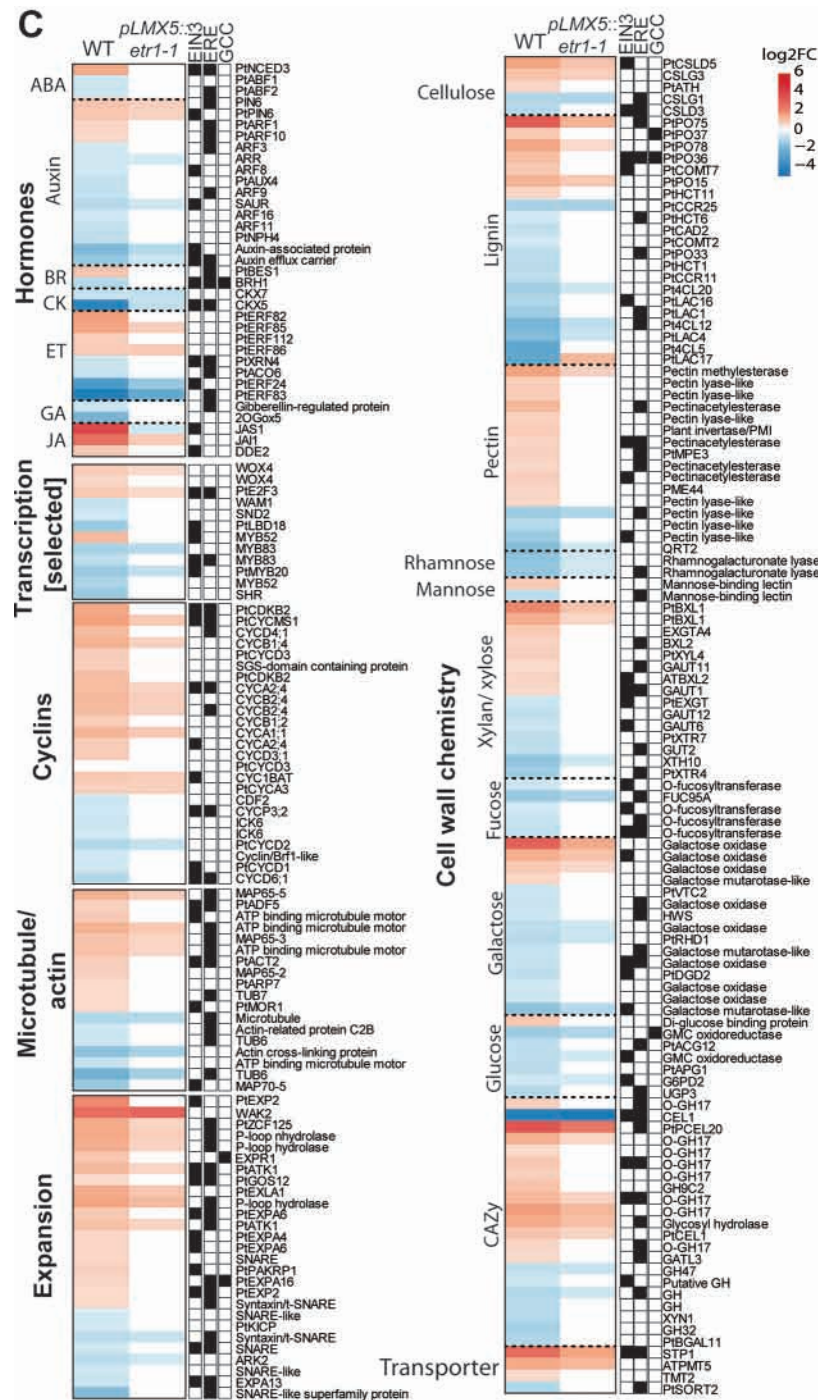 C
WT
pLMX5::
etr1-1
EIN3
ERE
GCC
Hormones
ABA
PtNCED3
PtABF1
PtABF2
Auxin
PIN6
PtPIN6
PtARF1
PtARF10
ARF3
ARR
ARF8
PtAUX4
ARF9
SAUR
ARF16
ARF11
PtNPH4
Auxin-associated protein
Auxin efflux carrier
BR
PtBES1
BRH1
CK
CKX7
CKX5
ET
PtERF82
PtERF85
PtERF112
PtERF86
PtXRN4
PtACO6
PtERF24
PtERF83
GA
Gibberellin-regulated protein
2OGox5
JA
JAS1
JAI1
DDE2
Transcription
[selected]
WOX4
WOX4
PtE2F3
WAM1
SND2
PtLBD18
MYB52
MYB83
MYB83
PtMYB20
MYB52
SHR
Cyclins
PtCDKB2
PtCYCMS1
CYCD4;1
CYCB1;4
PtCYCD3
SGS-domain containing protein
PtCDKB2
CYCA2;4
CYCB2;4
CYCB2;4
CYCB1;2
CYCA1;1
CYCA2;4
CYCD3;1
PtCYCD3
CYC1BAT
PtCYCA3
CDF2
CYCP3;2
ICK6
ICK6
PtCYCD2
Cyclin/Brf1-like
PtCYCD1
CYCD6;1
Microtubule/
actin
MAP65-5
PtADF5
ATP binding microtubule motor
ATP binding microtubule motor
MAP65-3
ATP binding microtubule motor
PtACT2
MAP65-2
PtARP7
TUB7
PtMOR1
Microtubule
Actin-related protein C2B
TUB6
Actin cross-linking protein
ATP binding microtubule motor
TUB6
MAP70-5
Expansion
PtEXP2
WAK2
PtZCF125
P-loop nhydrolase
P-loop hydrolase
EXPR1
PtATK1
PtGOS12
PtEXLA1
P-loop hydrolase
PtEXPA6
PtATK1
PtEXPA4
PtEXPA6
SNARE
PtPAKRP1
PtEXPA16
PtEXP2
Syntaxin/t-SNARE
SNARE-like
PtKICP
Syntaxin/t-SNARE
SNARE
ARK2
SNARE-like
EXPA13
SNARE-like superfamily protein
WT
pLMX5::
etr1-1
EIN3
ERE
GCC
log2FC
6
4
2
0
−2
−4
Cell wall chemistry
Cellulose
PtCSLD5
CSLG3
PtATH
CSLG1
CSLD3
Lignin
PtPO75
PtPO37
PtPO78
PtPO36
PtCOMT7
PtPO15
PtHCT11
PtCCR25
PtHCT6
PtCAD2
PtCOMT2
PtPO33
PtHCT1
PtCCR11
Pt4CL20
PtLAC16
PtLAC1
Pt4CL12
PtLAC4
Pt4CL5
PtLAC17
Pectin
Pectin methylesterase
Pectin lyase-like
Pectin lyase-like
Pectinacetylesterase
Pectin lyase-like
Plant invertase/PMI
Pectinacetylesterase
PtMPE3
Pectinacetylesterase
Pectinacetylesterase
PME44
Pectin lyase-like
Pectin lyase-like
Pectin lyase-like
Pectin lyase-like
QRT2
Rhamnose
Rhamnogalacturonate lyase
Rhamnogalacturonate lyase
Mannose
Mannose-binding lectin
Mannose-binding lectin
Xylan/ xylose
PtBXL1
PtBXL1
EXGTA4
BXL2
PtXYL4
GAUT11
ATBXL2
GAUT1
PtEXGT
GAUT12
GAUT6
PtXTR7
GUT2
XTH10
PtXTR4
Fucose
O-fucosyltransferase
FUC95A
O-fucosyltransferase
O-fucosyltransferase
O-fucosyltransferase
Galactose
Galactose oxidase
Galactose oxidase
Galactose oxidase
Galactose mutarotase-like
PtVTC2
Galactose oxidase
HWS
Galactose oxidase
PtRHD1
Galactose mutarotase-like
Galactose oxidase
PtDGD2
Galactose oxidase
Galactose oxidase
Galactose mutarotase-like
Glucose
Di-glucose binding protein
GMC oxidoreductase
PtACG12
GMC oxidoreductase
PtAPG1
G6PD2
UGP3
CAZy
O-GH17
CEL1
PtPCEL20
O-GH17
O-GH17
O-GH17
GH9C2
O-GH17
O-GH17
Glycosyl hydrolase
PtCEL1
O-GH17
GATL3
GH47
Putative GH
GH
GH
XYN1
GH32
PtBGAL11
Transporter
STP1
ATPMT5
TMT2
PtSORT2